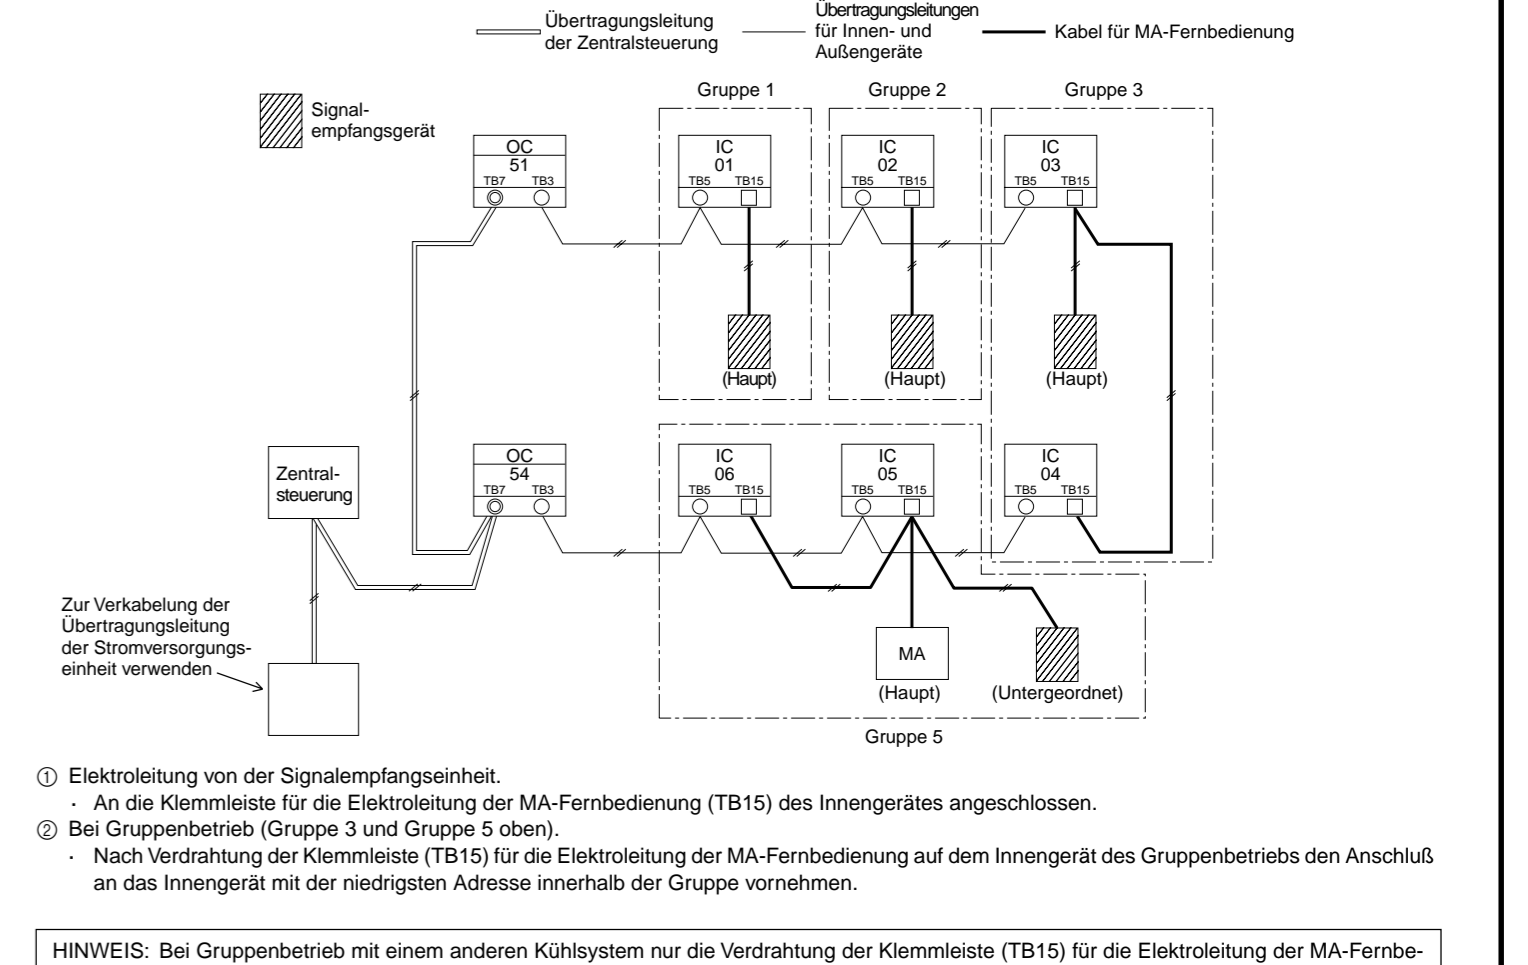 Übertragungsleitung
der Zentralsteuerung
Übertragungsleitungen
für Innen- und
Außengeräte
Kabel für MA-Fernbedienung
Signal-
empfangsgerät
Gruppe 1
Gruppe 2
Gruppe 3
OC
51
TB7 TB3
IC
01
TB5 TB15
IC
02
TB5 TB15
IC
03
TB5 TB15
(Haupt)
(Haupt)
(Haupt)
Zentral-
steuerung
OC
54
TB7 TB3
IC
06
TB5 TB15
IC
05
TB5 TB15
IC
04
TB5 TB15
Zur Verkabelung der
Übertragungsleitung
der Stromversorgungs-
einheit verwenden
MA
(Haupt)
(Untergeordnet)
Gruppe 5
① Elektroleitung von der Signalempfangseinheit.
· An die Klemmleiste für die Elektroleitung der MA-Fernbedienung (TB15) des Innengerätes angeschlossen.
② Bei Gruppenbetrieb (Gruppe 3 und Gruppe 5 oben).
· Nach Verdrahtung der Klemmleiste (TB15) für die Elektroleitung der MA-Fernbedienung auf dem Innengerät des Gruppenbetriebs den Anschluß
an das Innengerät mit der niedrigsten Adresse innerhalb der Gruppe vornehmen.
HINWEIS: Bei Gruppenbetrieb mit einem anderen Kühlsystem nur die Verdrahtung der Klemmleiste (TB15) für die Elektroleitung der MA-Fernbe-